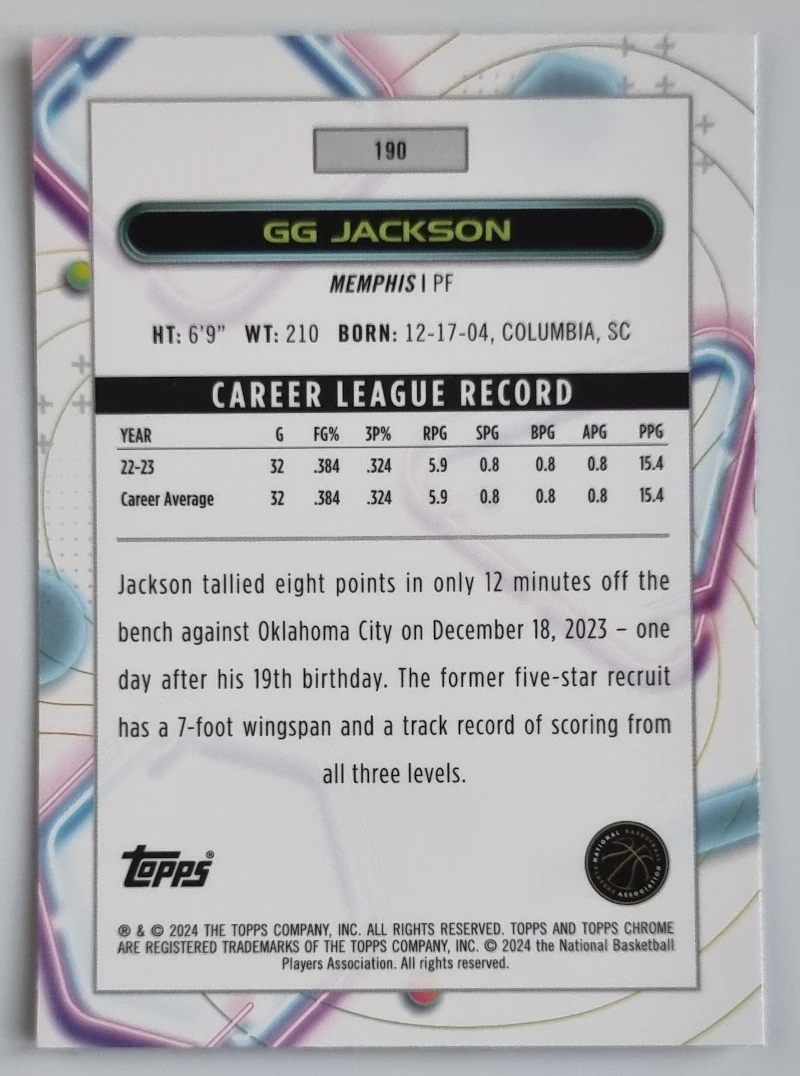 190
GG JACKSON
MEMPHIS | PF
HT: 6'9" WT: 210 BORN: 12-17-04, COLUMBIA, SC
CAREER LEAGUE RECORD
YEAR G FG% 3P% RPG SPG BPG APG PPG
22-23 32 .384 .324 5.9 0.8 0.8 0.8 15.4
Career Average 32 .384 .324 5.9 0.8 0.8 0.8 15.4
Jackson tallied eight points in only 12 minutes off the
bench against Oklahoma City on December 18, 2023 – one
day after his 19th birthday. The former five-star recruit
has a 7-foot wingspan and a track record of scoring from
all three levels.
Topps®
NATIONAL BASKETBALL PLAYERS ASSOCIATION
® & © 2024 THE TOPPS COMPANY, INC. ALL RIGHTS RESERVED. TOPPS AND TOPPS CHROME
ARE REGISTERED TRADEMARKS OF THE TOPPS COMPANY, INC. © 2024 the National Basketball
Players Association. All rights reserved.